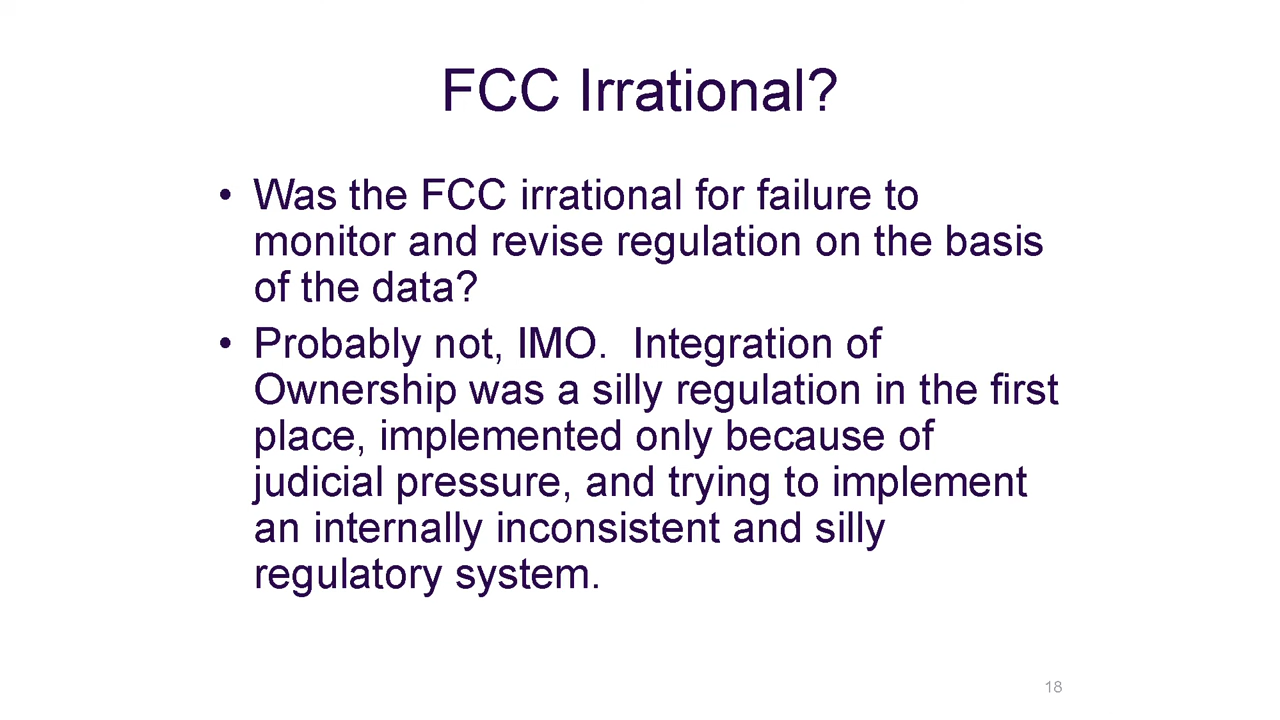 FCC Irrational?
• Was the FCC irrational for failure to
monitor and revise regulation on the basis
of the data?
• Probably not, IMO.  Integration of
Ownership was a silly regulation in the first
place, implemented only because of
judicial pressure, and trying to implement
an internally inconsistent and silly
regulatory system.
18